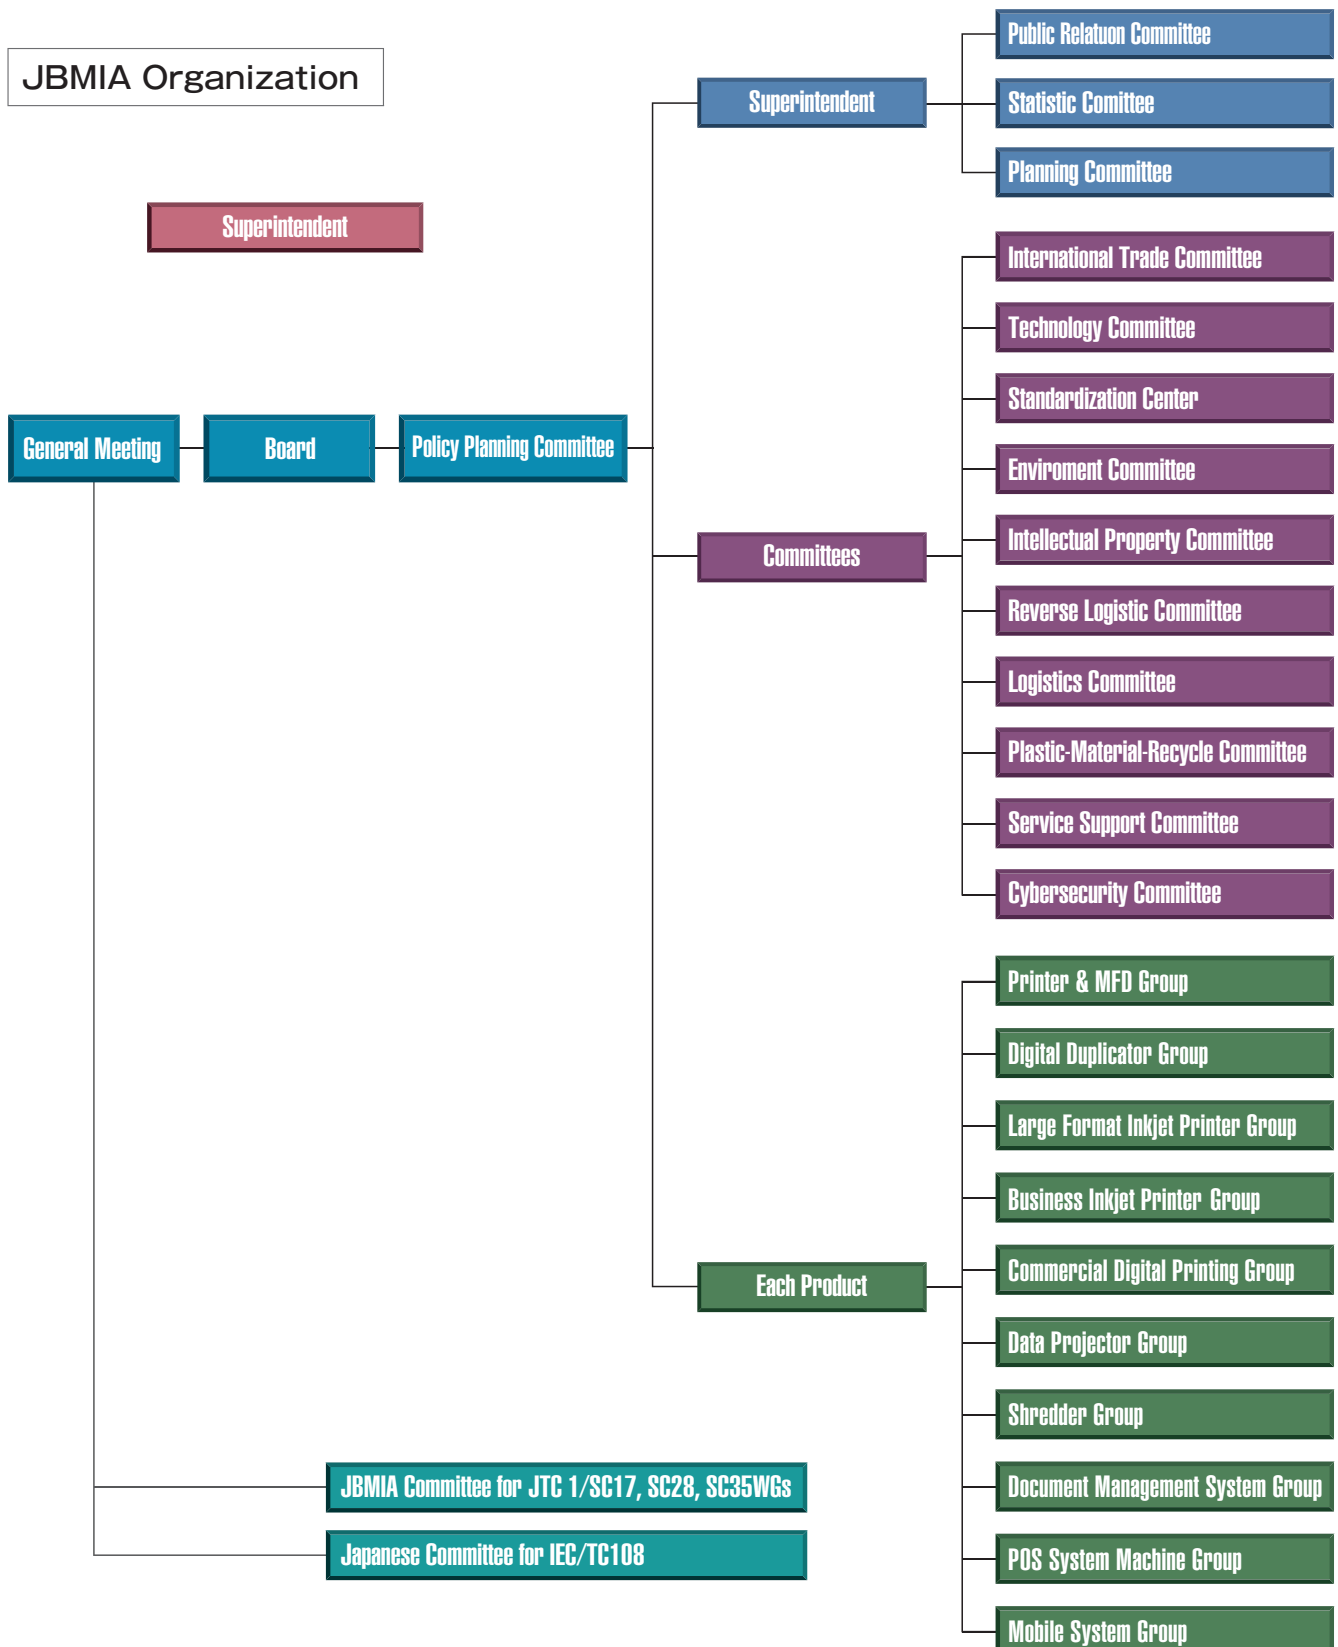 JBMIA Organization
Superintendent
General Meeting
Board
Policy Planning Committee
Superintendent
Public Relatuon Committee
Statistic Comittee
Planning Committee
Committees
International Trade Committee
Technology Committee
Standardization Center
Enviroment Committee
Intellectual Property Committee
Reverse Logistic Committee
Logistics Committee
Plastic-Material-Recycle Committee
Service Support Committee
Cybersecurity Committee
Each Product
Printer & MFD Group
Digital Duplicator Group
Large Format Inkjet Printer Group
Business Inkjet Printer Group
Commercial Digital Printing Group
Data Projector Group
Shredder Group
Document Management System Group
POS System Machine Group
Mobile System Group
JBMIA Committee for JTC 1/SC17, SC28, SC35WGs
Japanese Committee for IEC/TC108